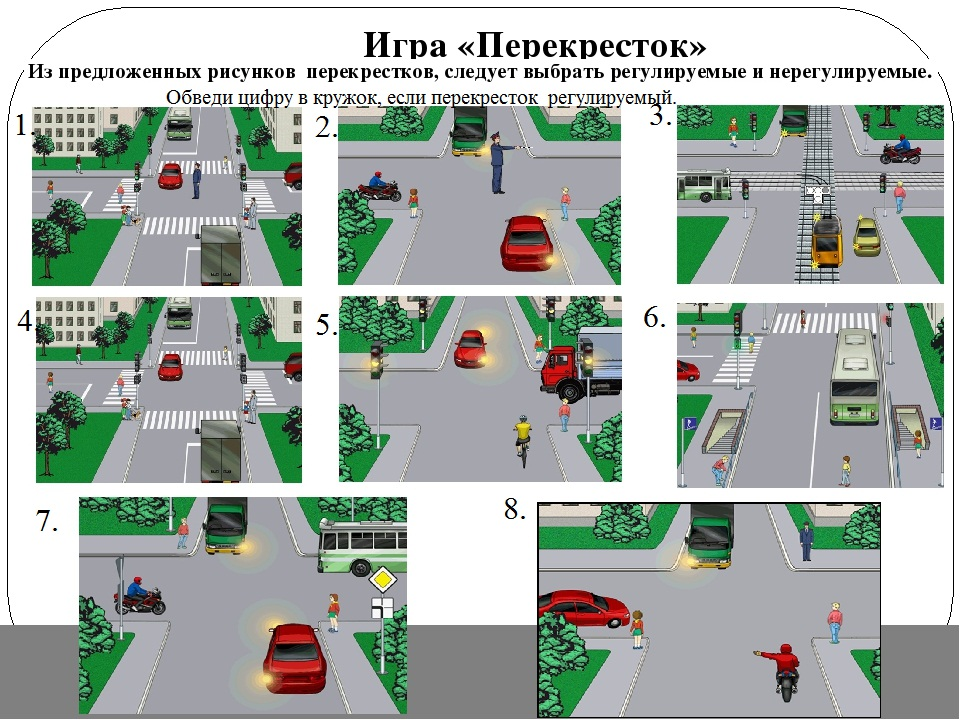 Игра «Перекресток»
Из предложенных рисунков перекрестков, следует выбрать регулируемые и нерегулируемые.
Обведи цифру в кружок, если перекресток регулируемый.
1.
2.
3.
4.
5.
6.
7.
8.